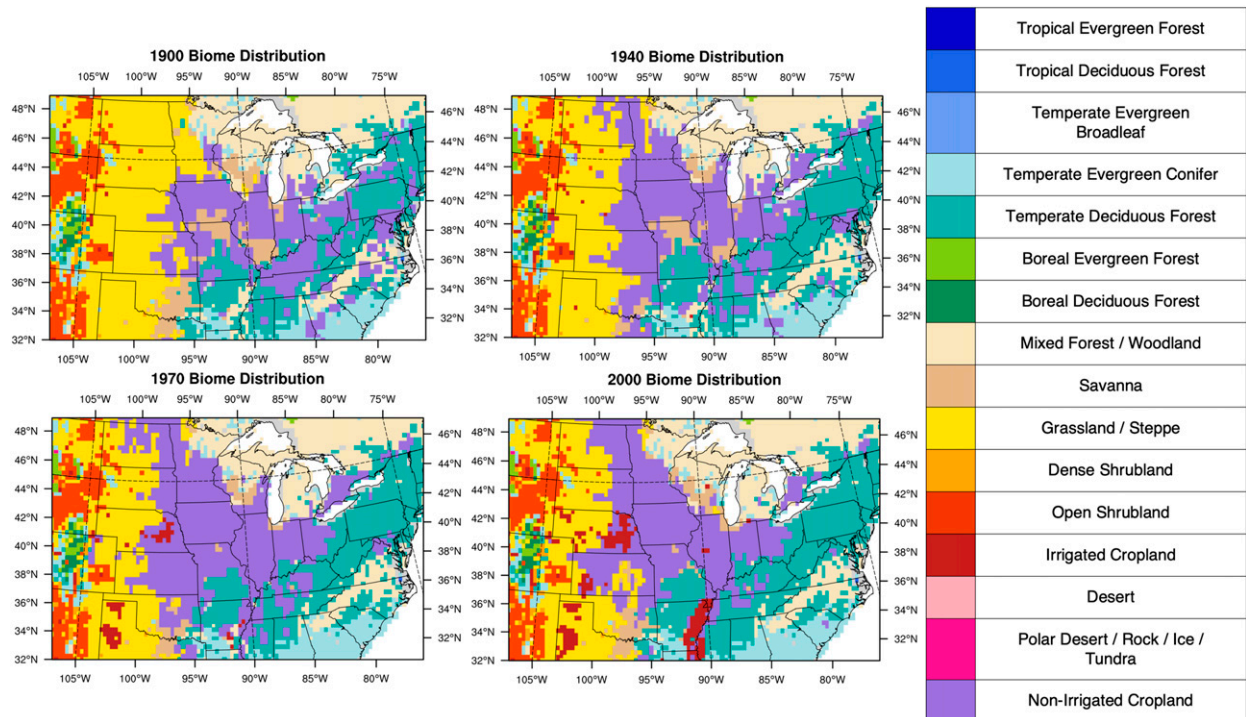 1900 Biome Distribution
105°W 100°W 95°W 90°W 85°W 80°W 75°W
48°N 46°N
46°N 44°N
44°N 42°N
42°N 40°N
40°N 38°N
38°N 36°N
36°N 34°N
34°N 32°N
32°N
105°W 100°W 95°W 90°W 85°W 80°W
1940 Biome Distribution
105°W 100°W 95°W 90°W 85°W 80°W 75°W
48°N 46°N
46°N 44°N
44°N 42°N
42°N 40°N
40°N 38°N
38°N 36°N
36°N 34°N
34°N 32°N
32°N
105°W 100°W 95°W 90°W 85°W 80°W
1970 Biome Distribution
105°W 100°W 95°W 90°W 85°W 80°W 75°W
48°N 46°N
46°N 44°N
44°N 42°N
42°N 40°N
40°N 38°N
38°N 36°N
36°N 34°N
34°N 32°N
32°N
105°W 100°W 95°W 90°W 85°W 80°W
2000 Biome Distribution
105°W 100°W 95°W 90°W 85°W 80°W 75°W
48°N 46°N
46°N 44°N
44°N 42°N
42°N 40°N
40°N 38°N
38°N 36°N
36°N 34°N
34°N 32°N
32°N
105°W 100°W 95°W 90°W 85°W 80°W
Tropical Evergreen Forest
Tropical Deciduous Forest
Temperate Evergreen
Broadleaf
Temperate Evergreen Conifer
Temperate Deciduous Forest
Boreal Evergreen Forest
Boreal Deciduous Forest
Mixed Forest / Woodland
Savanna
Grassland / Steppe
Dense Shrubland
Open Shrubland
Irrigated Cropland
Desert
Polar Desert / Rock / Ice /
Tundra
Non-Irrigated Cropland